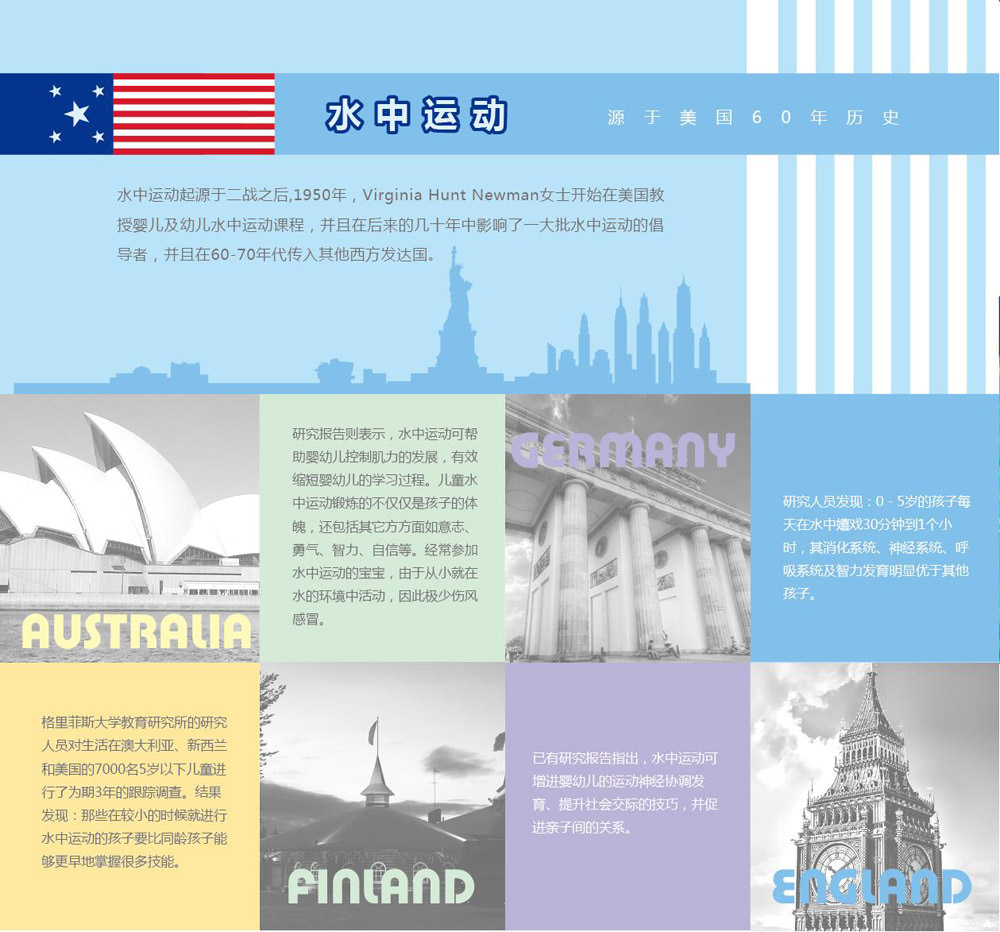 水中运动
源于美国60年历史
水中运动起源于二战之后,1950年，Virginia Hunt Newman女士开始在美国教
授婴儿及幼儿水中运动课程，并且在后来的几十年中影响了一大批水中运动的倡
导者，并且在60-70年代传入其他西方发达国。
AUSTRALIA
研究报告则表示，水中运动可帮
助婴幼儿控制肌力的发展，有效
缩短婴幼儿的学习过程。儿童水
中运动锻炼的不仅仅是孩子的体
魄，还包括其它方方面如意志、
勇气、智力、自信等。经常参加
水中运动的宝宝，由于从小就在
水的环境中活动，因此极少伤风
感冒。
GERMANY
研究人员发现：0 - 5岁的孩子每
天在水中嬉戏30分钟到1个小
时，其消化系统、神经系统、呼
吸系统及智力发育明显优于其他
孩子。
格里菲斯大学教育研究所的研究
人员对生活在澳大利亚、新西兰
和美国的7000名5岁以下儿童进
行了为期3年的跟踪调查。结果
发现：那些在较小的时候就进行
水中运动的孩子要比同龄孩子能
够更早地掌握很多技能。
FINLAND
已有研究报告指出，水中运动可
增进婴幼儿的运动神经协调发
育、提升社会交际的技巧，并促
进亲子间的关系。
ENGLAND